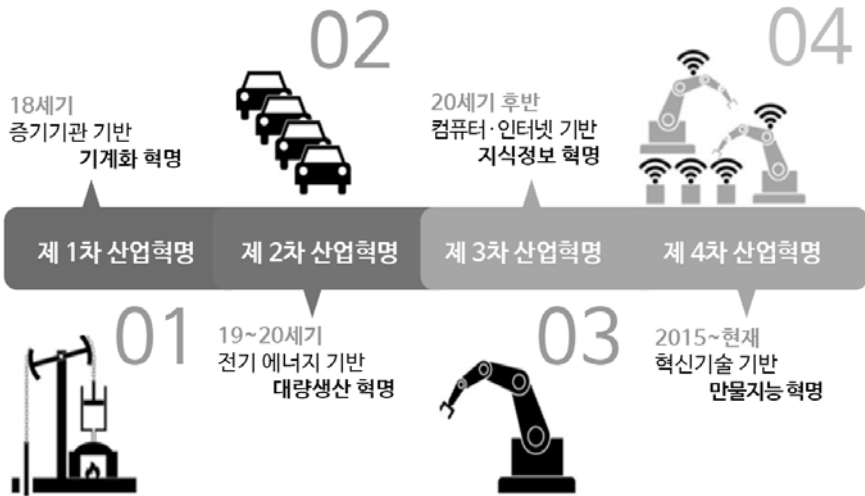 02
04
18세기
증기기관 기반
기계화 혁명
20세기 후반
컴퓨터·인터넷 기반
지식정보 혁명
제 1차 산업혁명
제 2차 산업혁명
제 3차 산업혁명
제 4차 산업혁명
01
19~20세기
전기 에너지 기반
대량생산 혁명
03
2015~현재
혁신기술 기반
만물지능 혁명